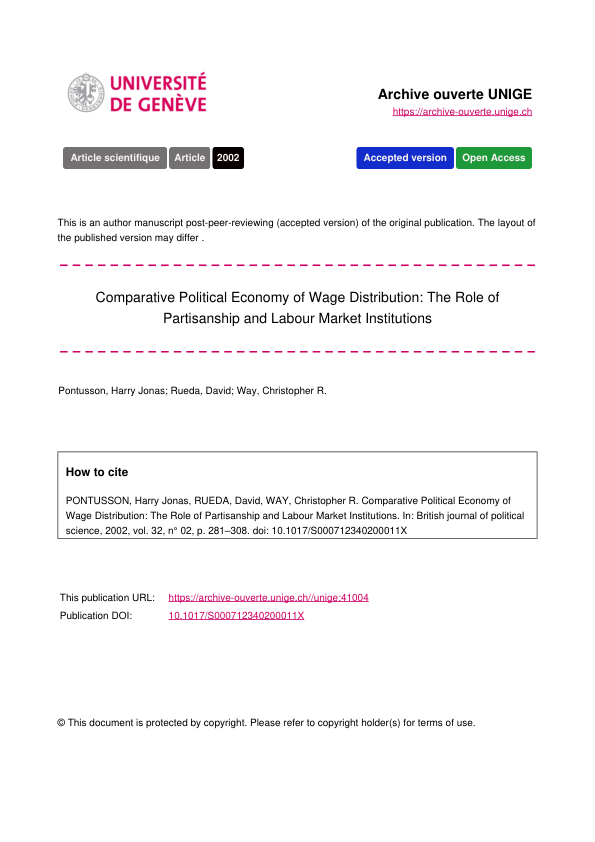 UNIVERSITÉ
DE GENÈVE
Archive ouverte UNIGE
https://archive-ouverte.unige.ch
Article scientifique Article 2002 Accepted version Open Access
This is an author manuscript post-peer-reviewing (accepted version) of the original publication. The layout of
the published version may differ .
Comparative Political Economy of Wage Distribution: The Role of
Partisanship and Labour Market Institutions
Pontusson, Harry Jonas; Rueda, David; Way, Christopher R.
How to cite
PONTUSSON, Harry Jonas, RUEDA, David, WAY, Christopher R. Comparative Political Economy of
Wage Distribution: The Role of Partisanship and Labour Market Institutions. In: British journal of political
science, 2002, vol. 32, n° 02, p. 281–308. doi: 10.1017/S000712340200011X
This publication URL: https://archive-ouverte.unige.ch//unige:41004
Publication DOI: 10.1017/S000712340200011X
© This document is protected by copyright. Please refer to copyright holder(s) for terms of use.